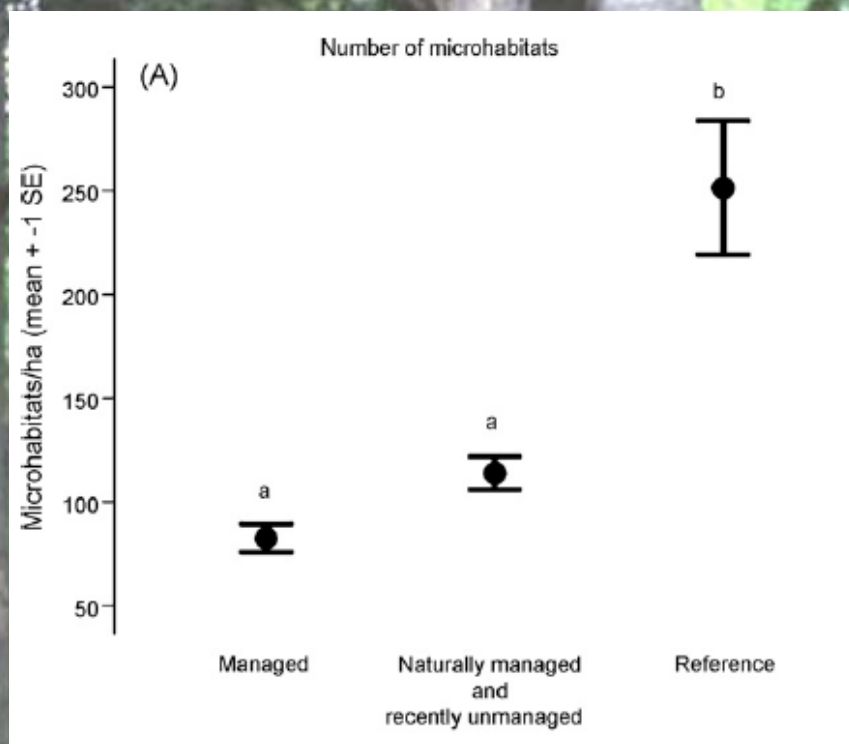 Number of microhabitats
(A)
Microhabitats/ha (mean + -1 SE)
300
250
200
150
100
50
a
a
b
Managed
Naturally managed
and
recently unmanaged
Reference